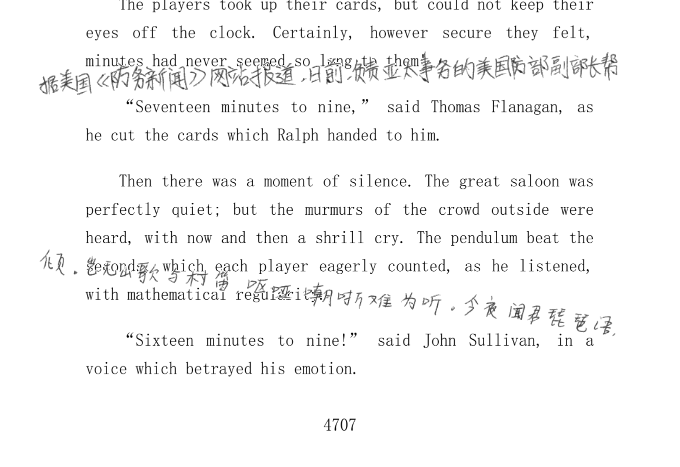 The players took up their cards, but could not keep their
eyes off the clock. Certainly, however secure they felt,
minutes had never seemed so long to them!
据美国《防务新闻》网站报道，日前负责亚太事务的美国防部副部长帮
“Seventeen minutes to nine,” said Thomas Flanagan, as
he cut the cards which Ralph handed to him.
Then there was a moment of silence. The great saloon was
perfectly quiet; but the murmurs of the crowd outside were
heard, with now and then a shrill cry. The pendulum beat the
倾。岂无山歌与村笛 呕哑嘲哳难为听。今夜闻君琵琶语，
seconds, which each player eagerly counted, as he listened,
with mathematical regularity.
“Sixteen minutes to nine!” said John Sullivan, in a
voice which betrayed his emotion.
4707